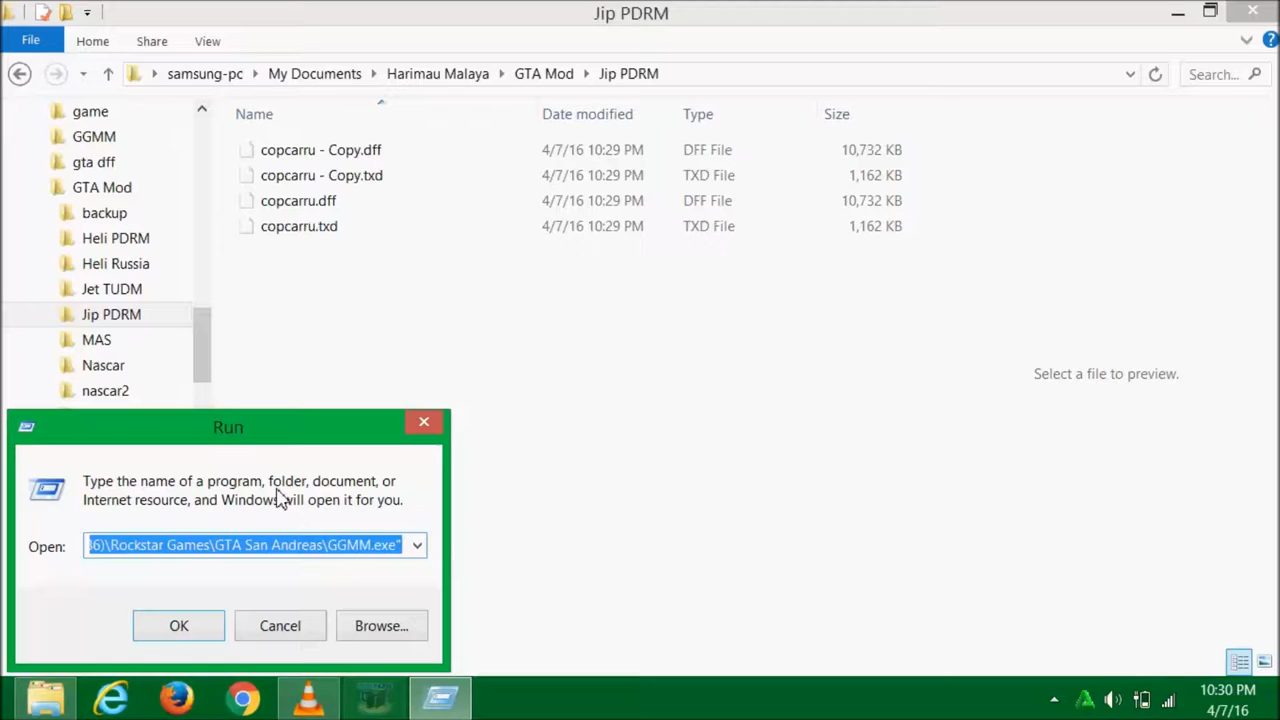 Jip PDRM
File Home Share View
samsung-pc My Documents Harimau Malaya GTA Mod Jip PDRM Search...
Name Date modified Type Size
copcarru - Copy.dff 4/7/16 10:29 PM DFF File 10,732 KB
copcarru - Copy.txd 4/7/16 10:29 PM TXD File 1,162 KB
copcarru.dff 4/7/16 10:29 PM DFF File 10,732 KB
copcarru.txd 4/7/16 10:29 PM TXD File 1,162 KB
game
GGMM
gta dff
GTA Mod
backup
Heli PDRM
Heli Russia
Jet TUDM
Jip PDRM
MAS
Nascar
nascar2
Select a file to preview.
Run
Type the name of a program, folder, document, or
Internet resource, and Windows will open it for you.
Open: 86)\Rockstar Games\GTA San Andreas\GGMM.exe"
OK Cancel Browse...
10:30 PM
4/7/16